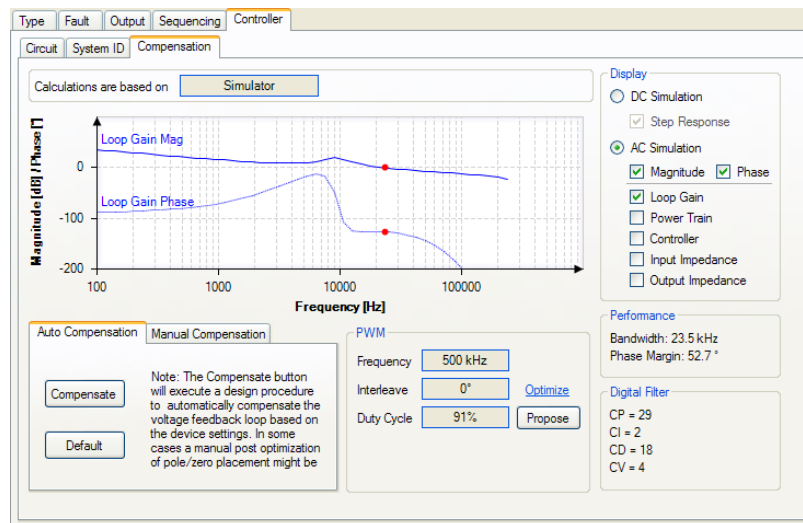 Type Fault Output Sequencing Controller
Circuit System ID Compensation
Calculations are based on Simulator
Magnitude [dB] / Phase [°]
Loop Gain Mag
Loop Gain Phase
0
-100
-200
100 1000 10000 100000
Frequency [Hz]
Display
DC Simulation
Step Response
AC Simulation
Magnitude Phase
Loop Gain
Power Train
Controller
Input Impedance
Output Impedance
Performance
Bandwidth: 23.5 kHz
Phase Margin: 52.7 °
Auto Compensation Manual Compensation
Compensate
Default
Note: The Compensate button
will execute a design procedure
to automatically compensate the
voltage feedback loop based on
the device settings. In some
cases a manual post optimization
of pole/zero placement might be
PWM
Frequency 500 kHz
Interleave 0° Optimize
Duty Cycle 91% Propose
Digital Filter
CP = 29
CI = 2
CD = 18
CV = 4